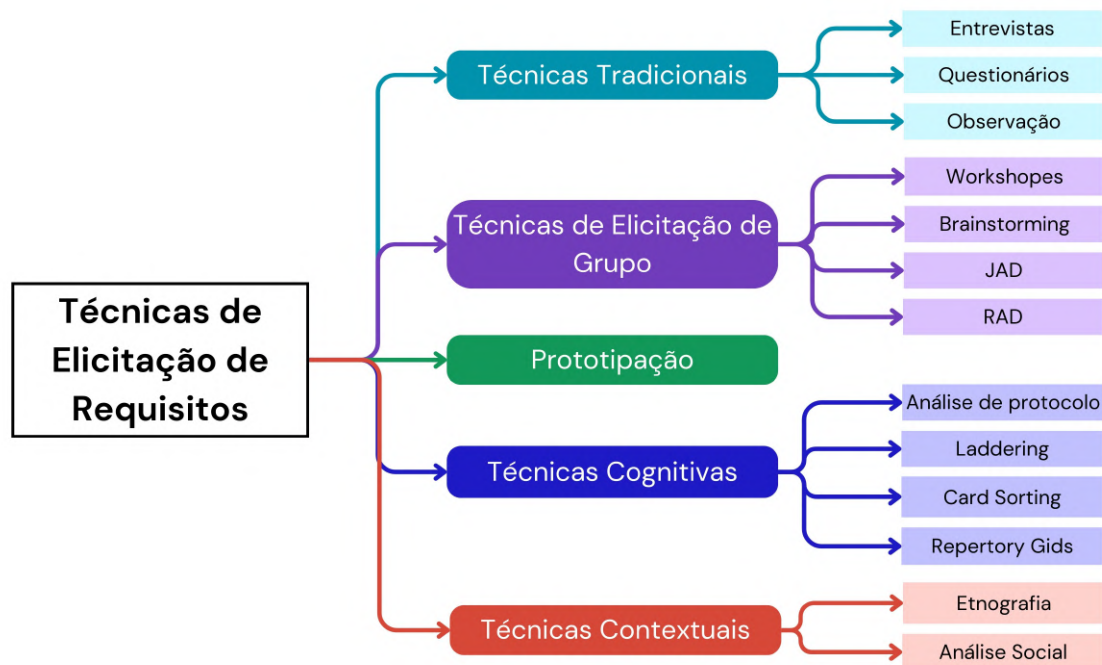 Técnicas de
Elicitação de
Requisitos
Técnicas Tradicionais
Entrevistas
Questionários
Observação
Técnicas de Elicitação de
Grupo
Workshopes
Brainstorming
JAD
RAD
Prototipação
Técnicas Cognitivas
Análise de protocolo
Laddering
Card Sorting
Repertory Gids
Técnicas Contextuais
Etnografia
Análise Social